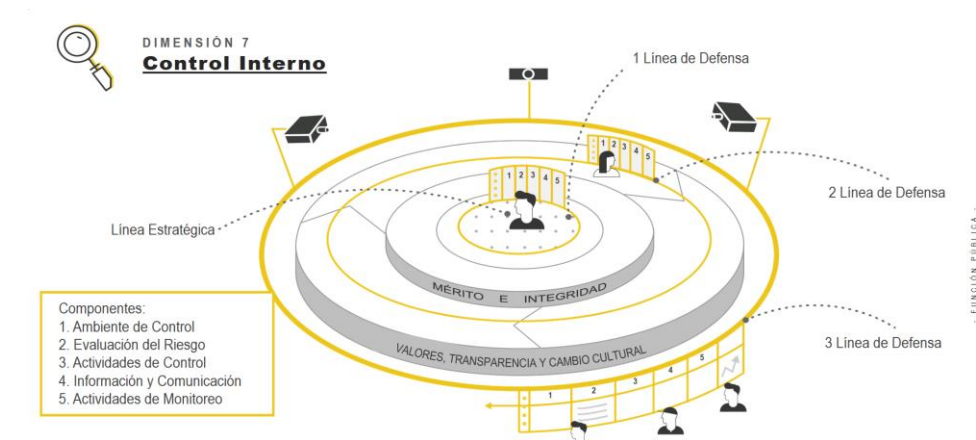 DIMENSIÓN 7
Control Interno
1 Línea de Defensa
2 Línea de Defensa
Línea Estratégica
1 2 3 4 5
1 2 3 4 5
MÉRITO E INTEGRIDAD
VALORES, TRANSPARENCIA Y CAMBIO CULTURAL
3 Línea de Defensa
Componentes:
1. Ambiente de Control
2. Evaluación del Riesgo
3. Actividades de Control
4. Información y Comunicación
5. Actividades de Monitoreo
1 2 3 4 5
- FUNCIÓN PÚBLICA -